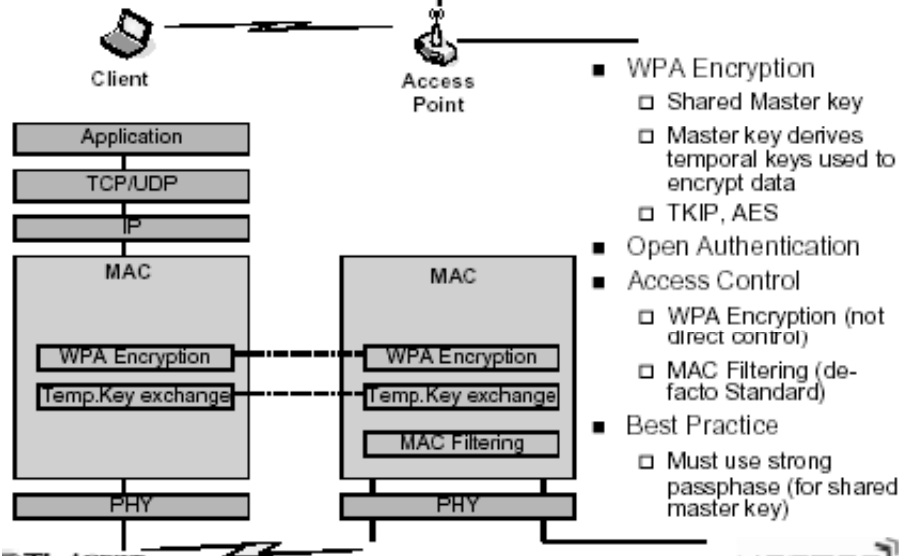 Client
Access
Point
Application
TCP/UDP
IP
MAC
WPA Encryption
Temp.Key exchange
PHY
MAC
WPA Encryption
Temp.Key exchange
MAC Filtering
PHY
■ WPA Encryption
□ Shared Master key
□ Master key derives
temporal keys used to
encrypt data
□ TKIP, AES
■ Open Authentication
■ Access Control
□ WPA Encryption (not
direct control)
□ MAC Filtering (de-
facto Standard)
■ Best Practice
□ Must use strong
passphase (for shared
master key)